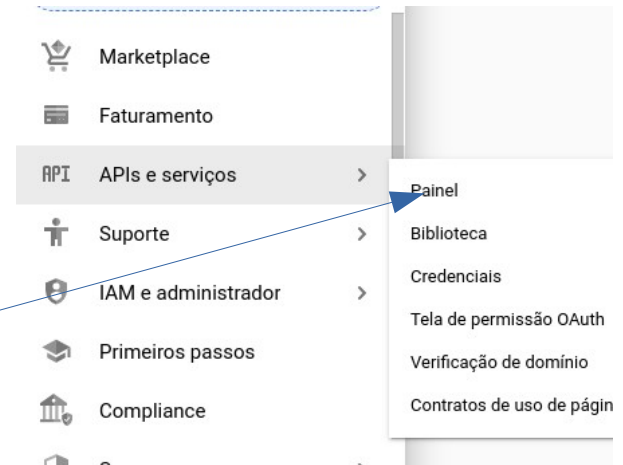 Marketplace
Faturamento
API APIs e serviços
Suporte
IAM e administrador
Primeiros passos
Compliance
Painel
Biblioteca
Credenciais
Tela de permissão OAuth
Verificação de domínio
Contratos de uso de págin